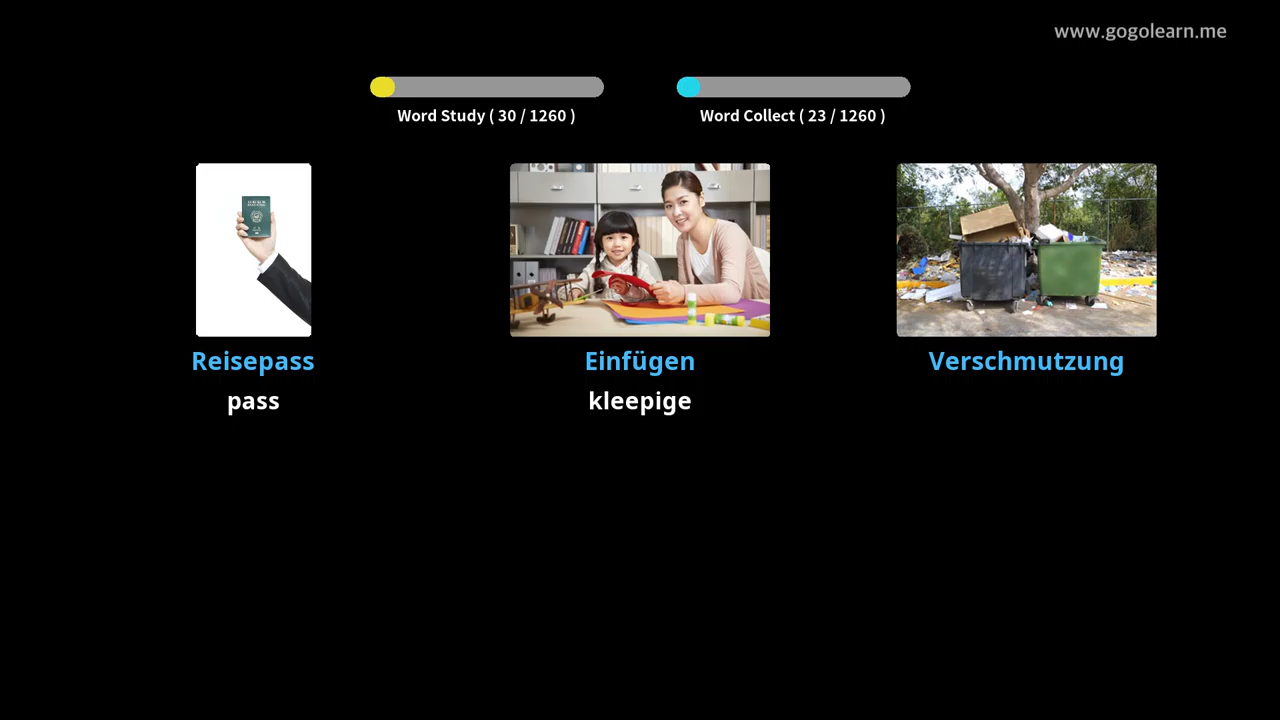 www.gogolearn.me
Word Study ( 30 / 1260 )
Word Collect ( 23 / 1260 )
Reisepass
Einfügen
Verschmutzung
pass
kleepige